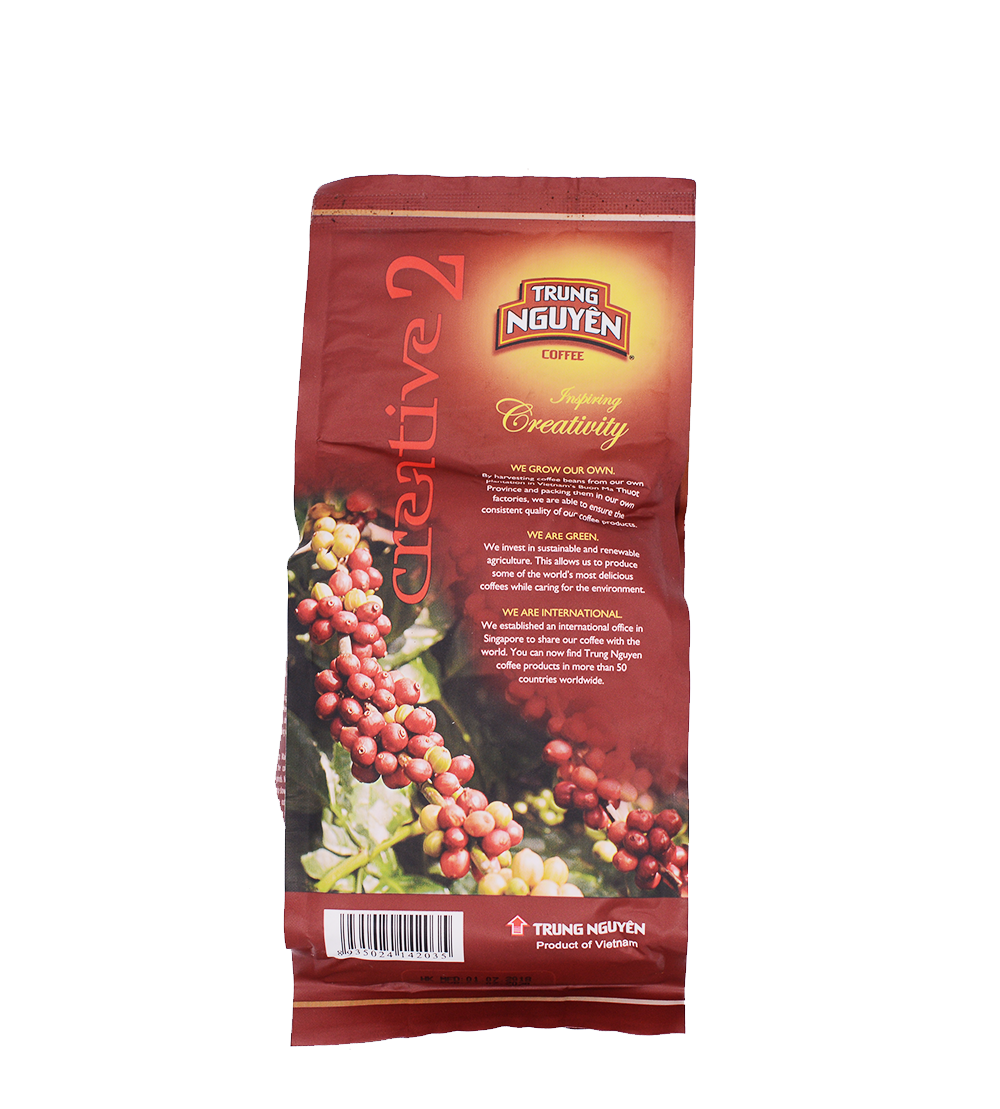 creative 2
TRUNG
NGUYÊN
COFFEE
Inspiring
Creativity
WE GROW OUR OWN.
By harvesting coffee beans from our own
plantation in Vietnam's Buon Ma Thuot
Province and packing them in our own
factories, we are able to ensure the
consistent quality of our coffee products.
WE ARE GREEN.
We invest in sustainable and renewable
agriculture. This allows us to produce
some of the world's most delicious
coffees while caring for the environment.
WE ARE INTERNATIONAL.
We established an international office in
Singapore to share our coffee with the
world. You can now find Trung Nguyen
coffee products in more than 50
countries worldwide.
8 935024 142035
TRUNG NGUYÊN
Product of Vietnam